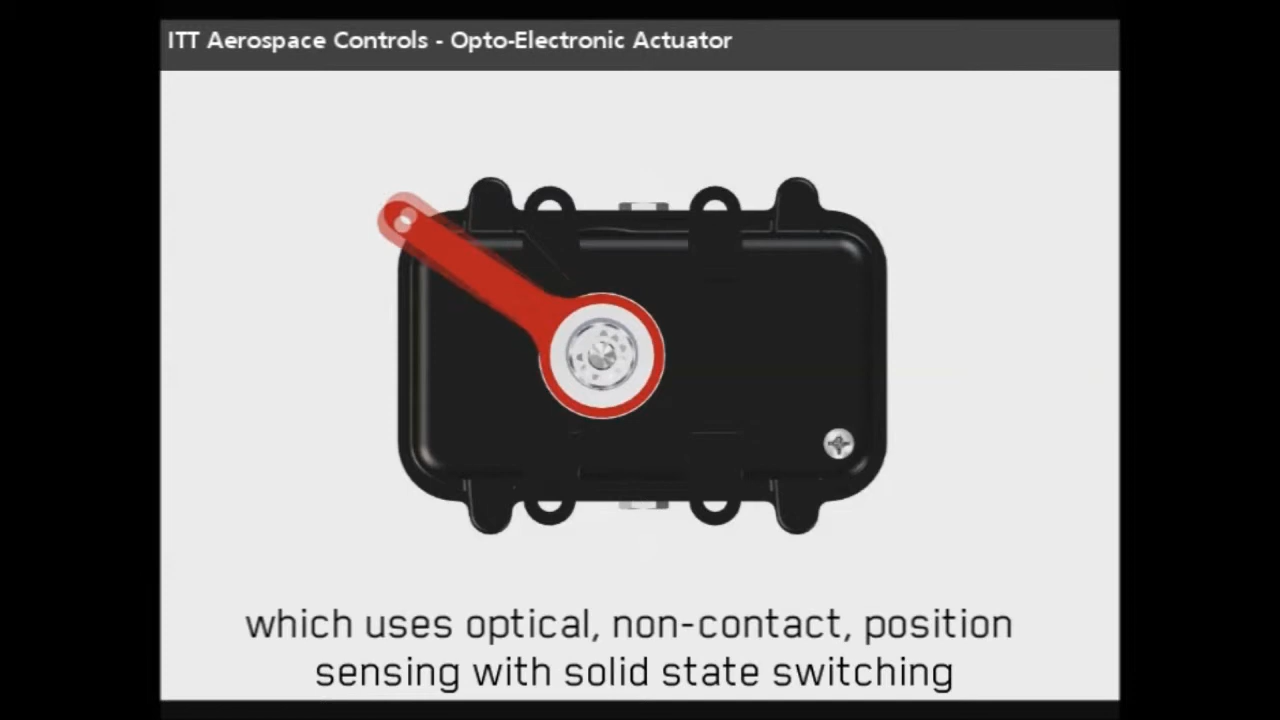 ITT Aerospace Controls - Opto-Electronic Actuator
which uses optical, non-contact, position
sensing with solid state switching